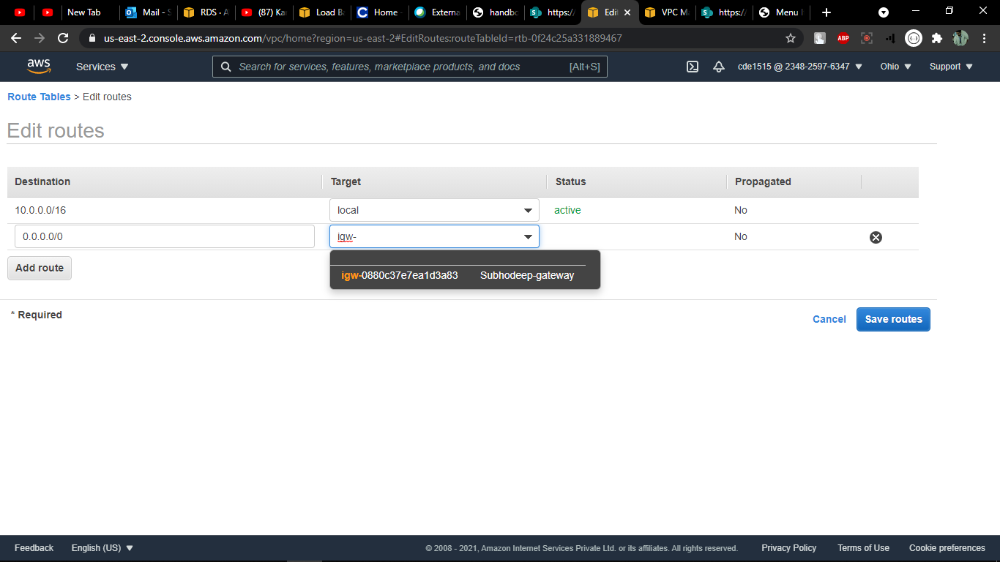 New Tab
Mail - S
RDS · A
(87) Ka
Load Ba
Home -
Externa
handbo
https:/
Edi
VPC M
https:/
Menu
us-east-2.console.aws.amazon.com/vpc/home?region=us-east-2#EditRoutes:routeTableId=rtb-0f24c25a331889467
ABP
aws
Services
Search for services, features, marketplace products, and docs
[Alt+S]
cde1515 @ 2348-2597-6347
Ohio
Support
Route Tables > Edit routes
Edit routes
Destination Target Status Propagated
10.0.0.0/16 local active No
0.0.0.0/0 igw- No
Add route
igw-0880c37e7ea1d3a83 Subhodeep-gateway
* Required
Cancel
Save routes
Feedback
English (US)
© 2008 - 2021, Amazon Internet Services Private Ltd. or its affiliates. All rights reserved.
Privacy Policy
Terms of Use
Cookie preferences